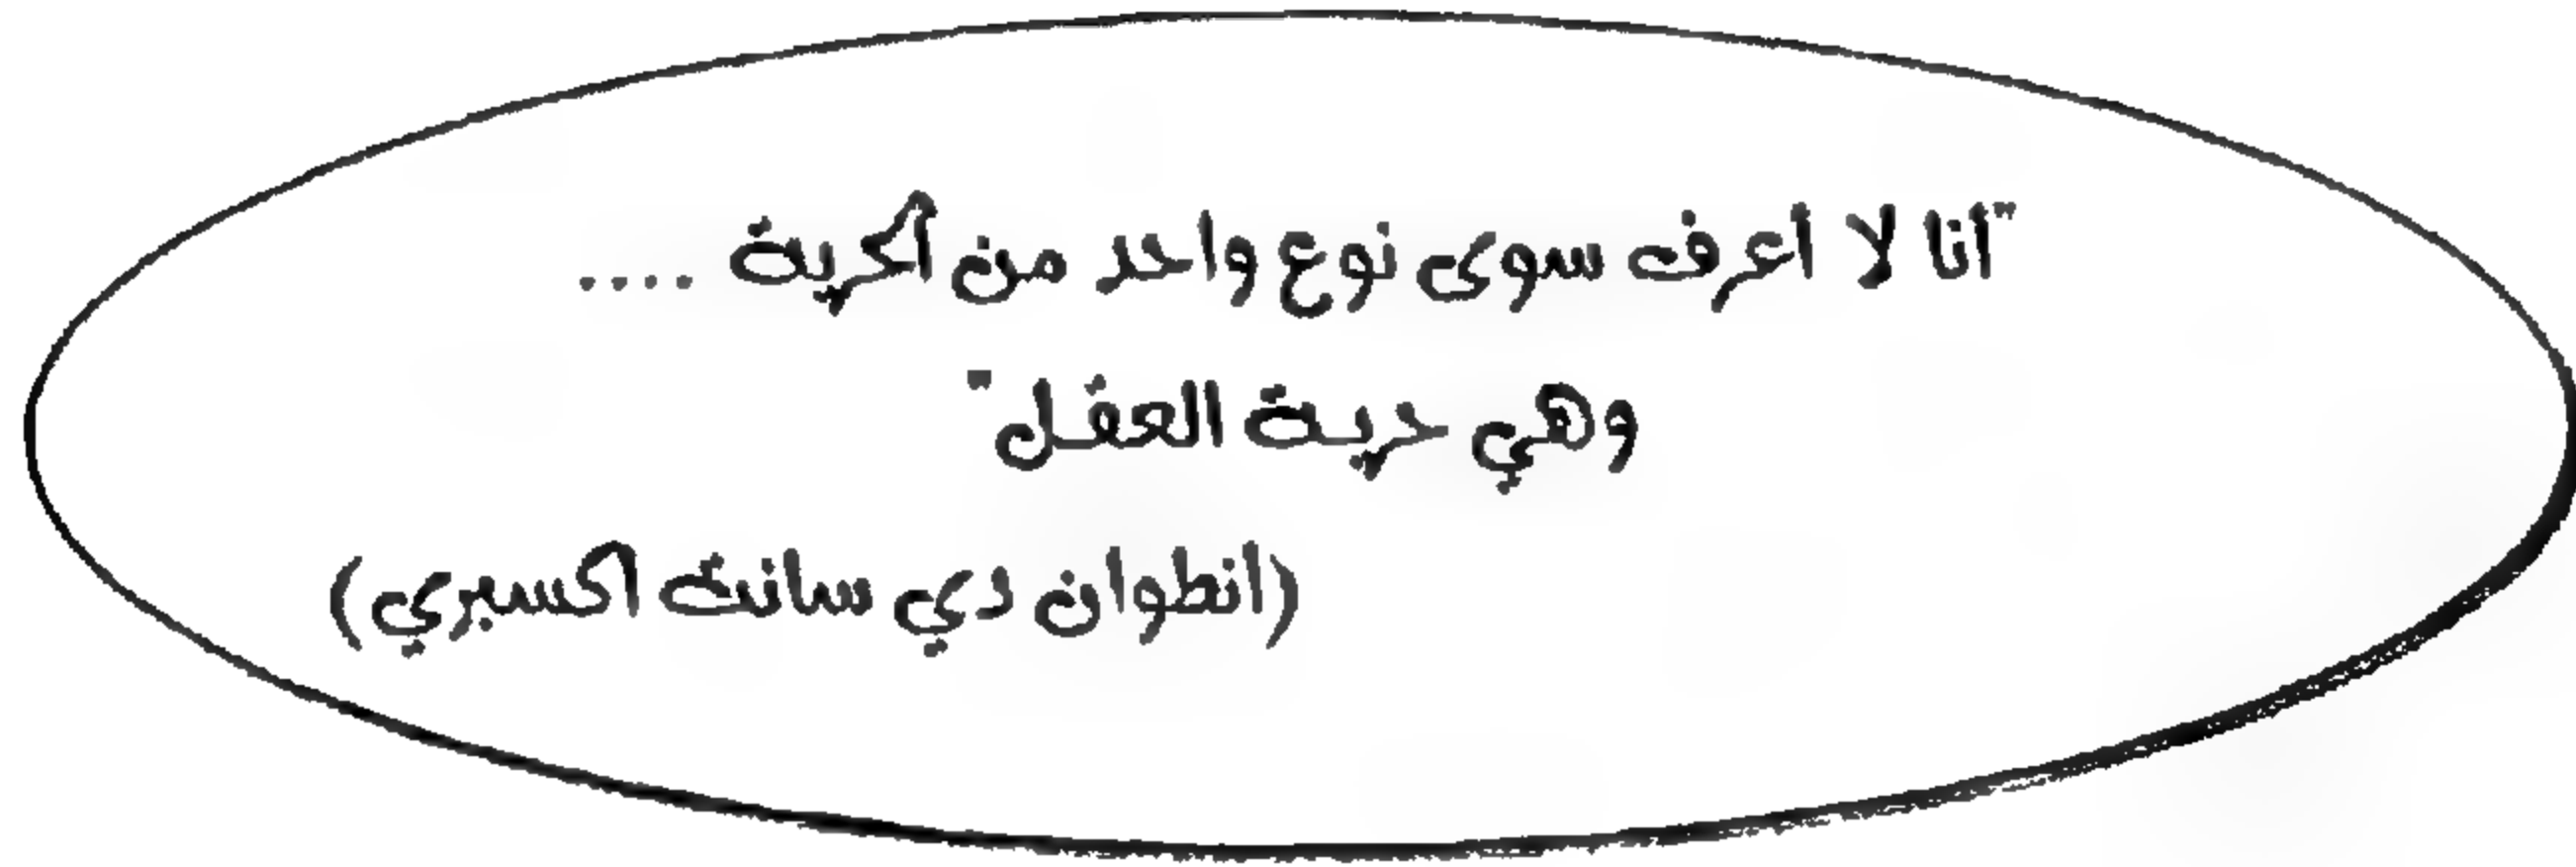 "أنا لا أعرف سوى نوع واحد من الحرية ....
وهي حرية العقل"
(انطوان دي سانت اكسبري)